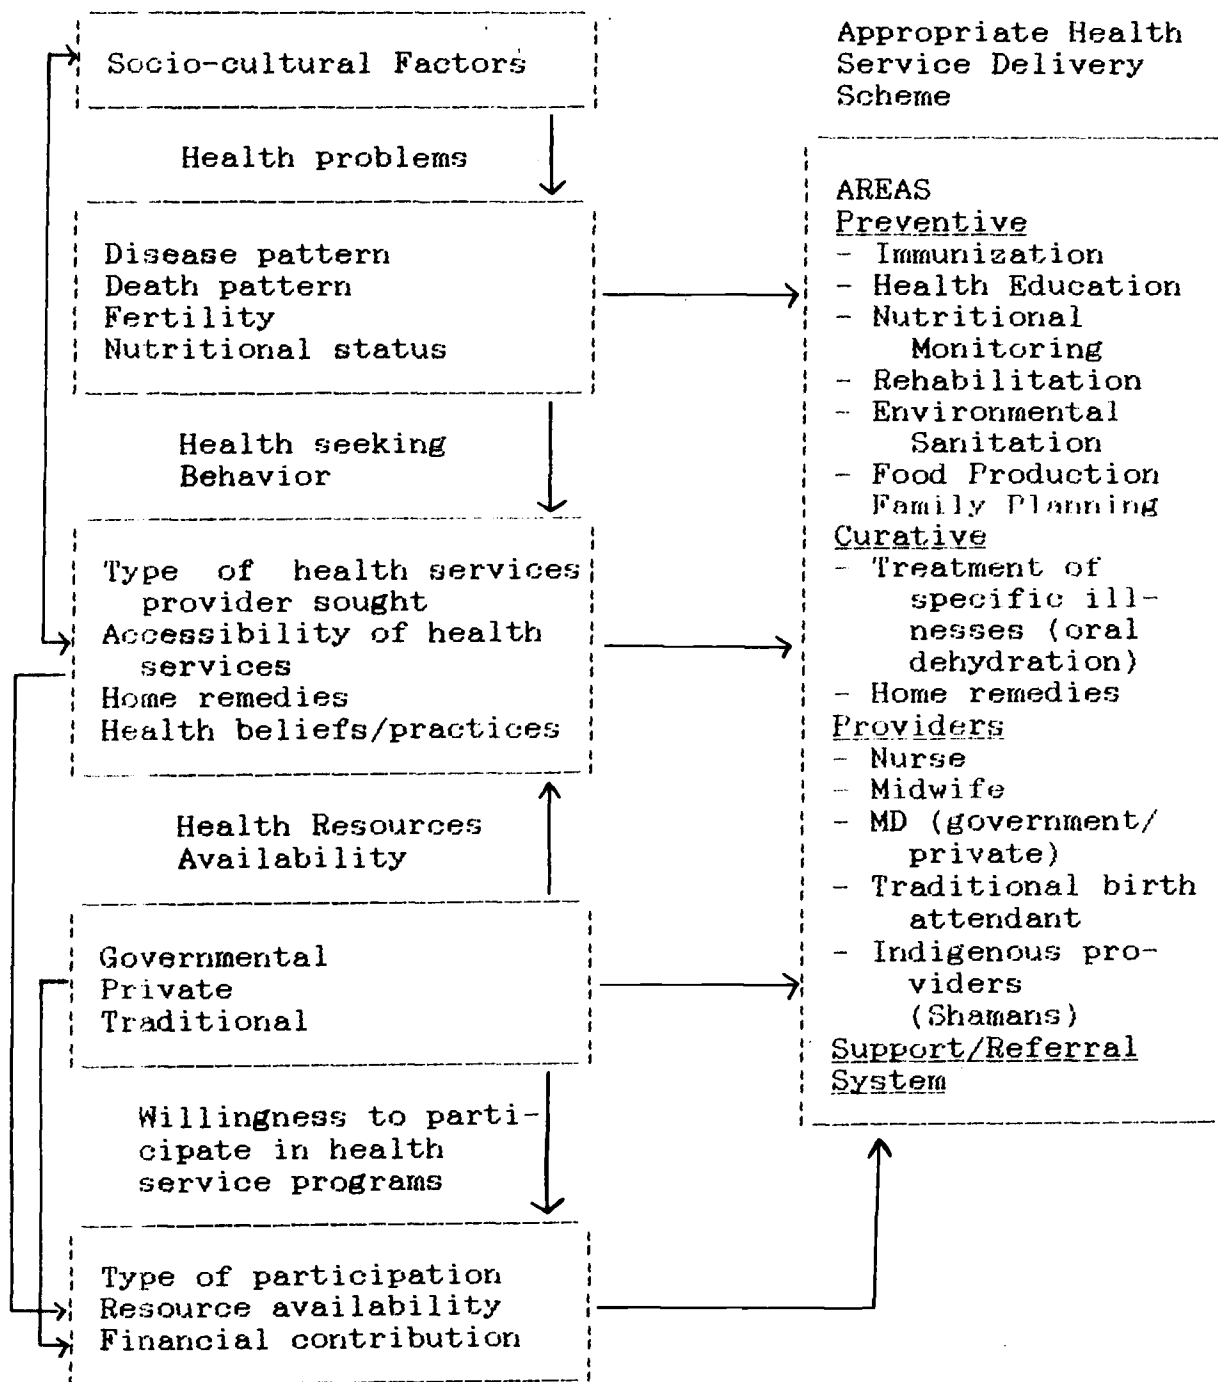 Socio-cultural Factors
Health problems
Disease pattern
Death pattern
Fertility
Nutritional status
Health seeking
Behavior
Type of health services
provider sought
Accessibility of health
services
Home remedies
Health beliefs/practices
Health Resources
Availability
Governmental
Private
Traditional
Willingness to parti-
cipate in health
service programs
Type of participation
Resource availability
Financial contribution
Appropriate Health
Service Delivery
Scheme
AREAS
Preventive
- Immunization
- Health Education
- Nutritional
Monitoring
- Rehabilitation
- Environmental
Sanitation
- Food Production
Family Planning
Curative
- Treatment of
specific ill-
nesses (oral
dehydration)
- Home remedies
Providers
- Nurse
- Midwife
- MD (government/
private)
- Traditional birth
attendant
- Indigenous pro-
viders
(Shamans)
Support/Referral
System